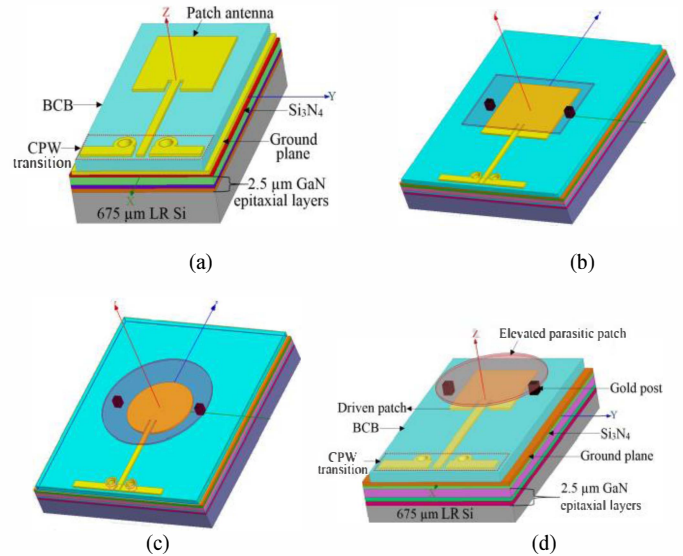 Z
Patch antenna
BCB
Y
Si₃N₄
CPW
transition
Ground
plane
X
2.5 µm GaN
epitaxial layers
675 µm LR Si
(a)
(b)
(c)
Z
Elevated parasitic patch
Gold post
Driven patch
BCB
Y
Si₃N₄
CPW
transition
Ground plane
2.5 µm GaN
epitaxial layers
675 µm LR Si
(d)